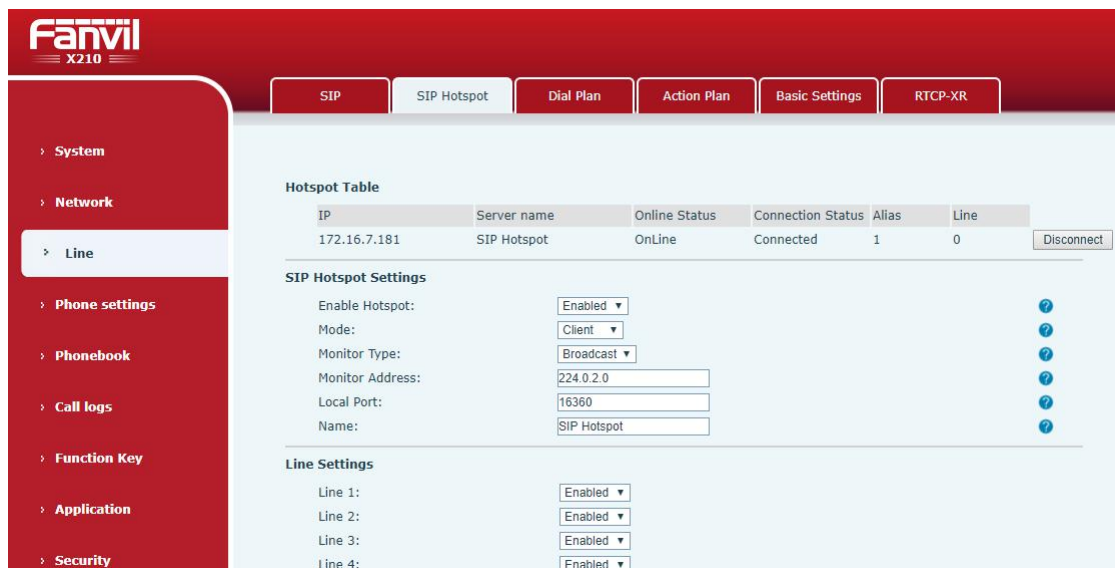 Fanvil
X210
SIP
SIP Hotspot
Dial Plan
Action Plan
Basic Settings
RTCP-XR
› System
› Network
› Line
› Phone settings
› Phonebook
› Call logs
› Function Key
› Application
› Security
Hotspot Table
IP Server name Online Status Connection Status Alias Line
172.16.7.181 SIP Hotspot OnLine Connected 1 0 Disconnect
SIP Hotspot Settings
Enable Hotspot: Enabled ?
Mode: Client ?
Monitor Type: Broadcast ?
Monitor Address: 224.0.2.0 ?
Local Port: 16360 ?
Name: SIP Hotspot ?
Line Settings
Line 1: Enabled
Line 2: Enabled
Line 3: Enabled
Line 4: Enabled